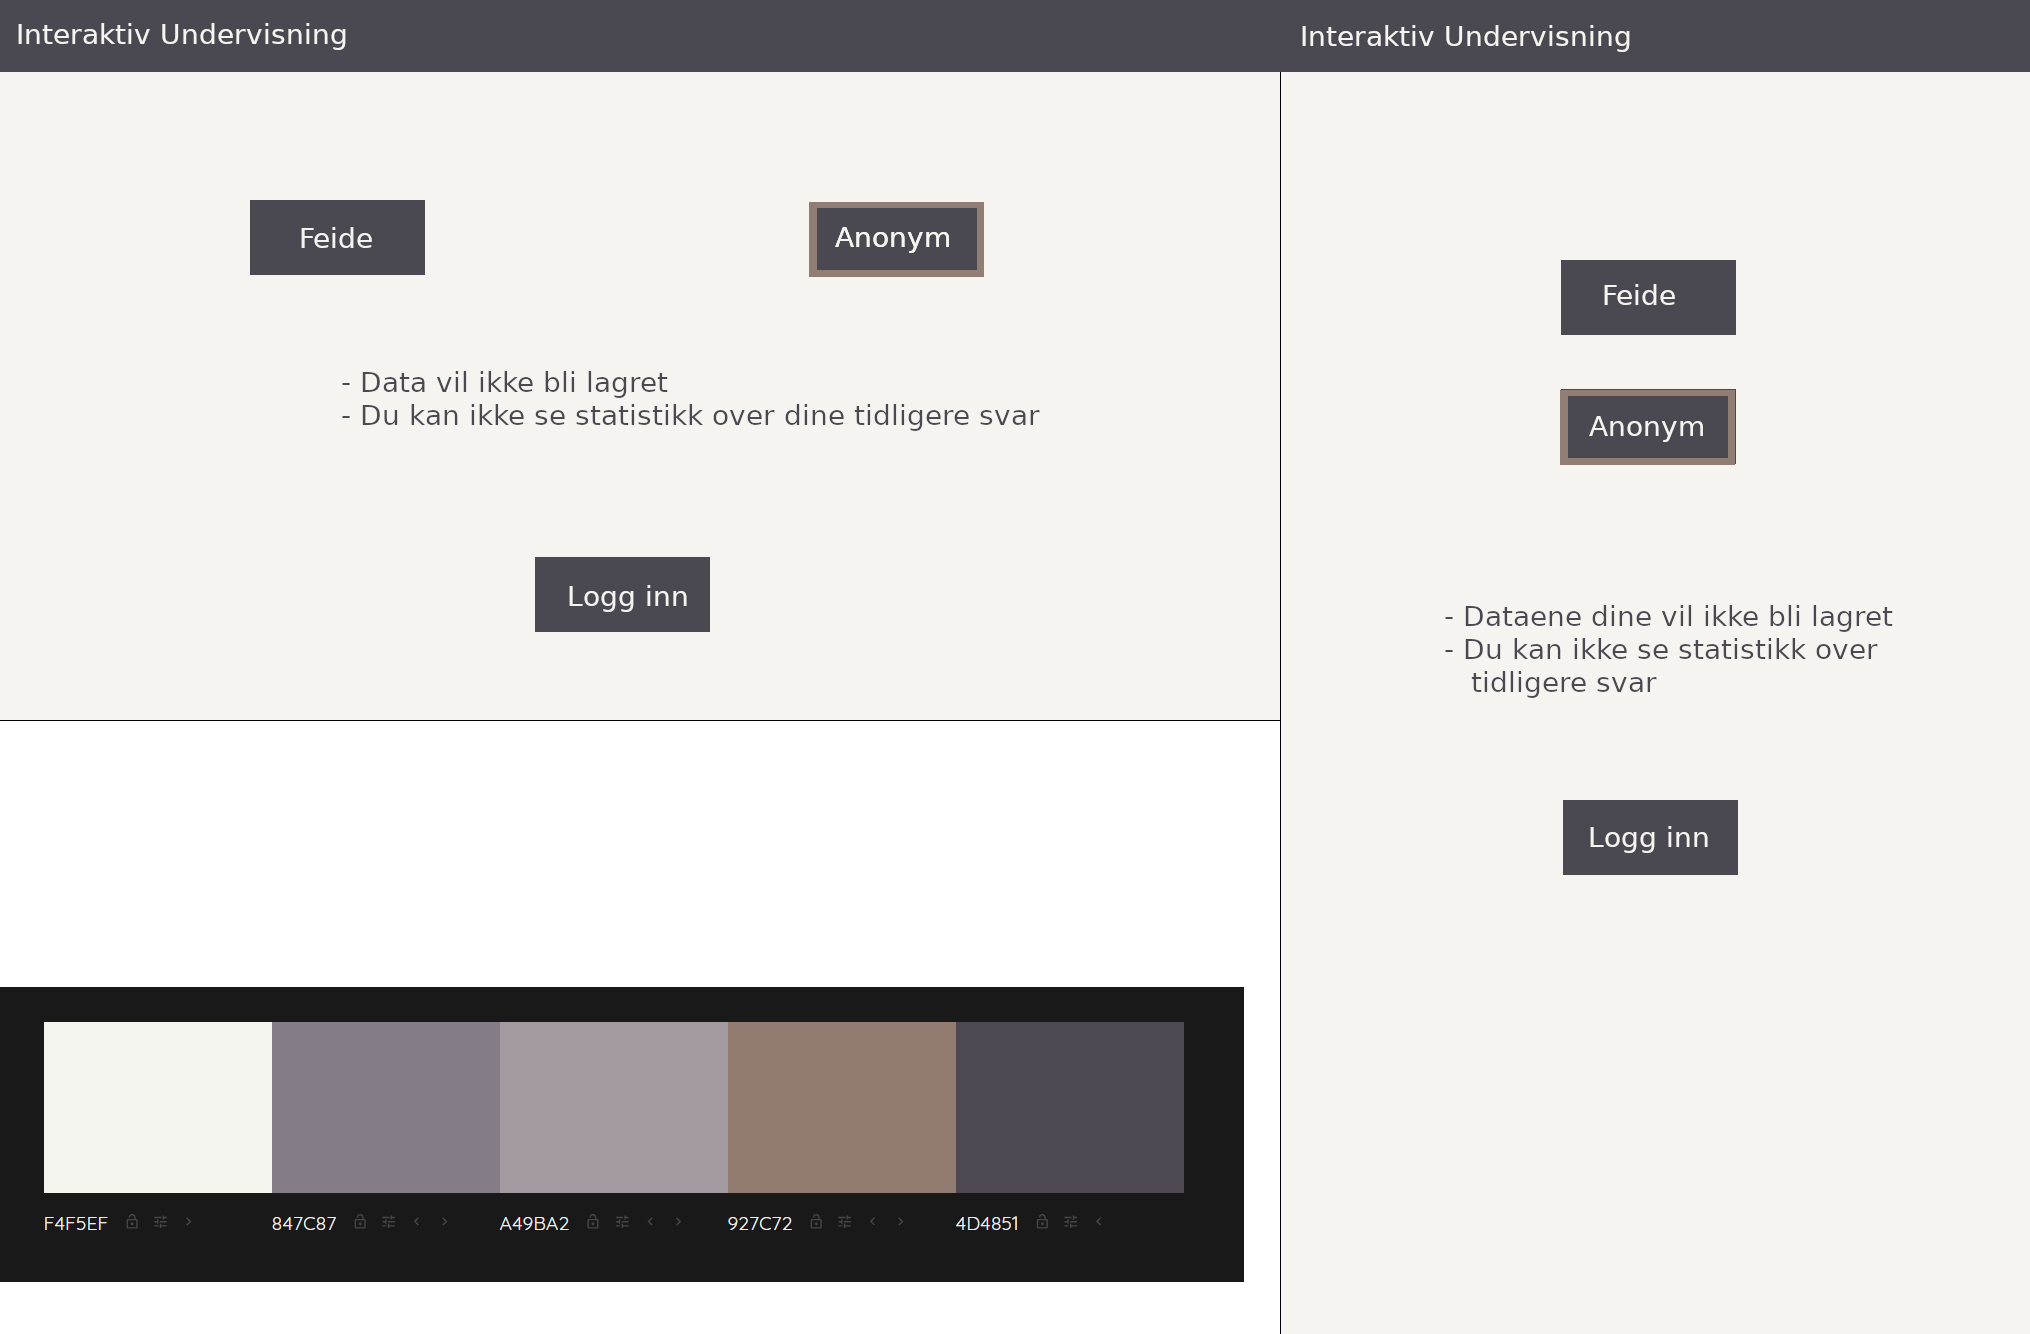 Interaktiv Undervisning
Feide
Anonym
- Data vil ikke bli lagret
- Du kan ikke se statistikk over dine tidligere svar
Logg inn
Interaktiv Undervisning
Feide
Anonym
- Dataene dine vil ikke bli lagret
- Du kan ikke se statistikk over
tidligere svar
Logg inn
F4F5EF
847C87
A49BA2
927C72
4D4851